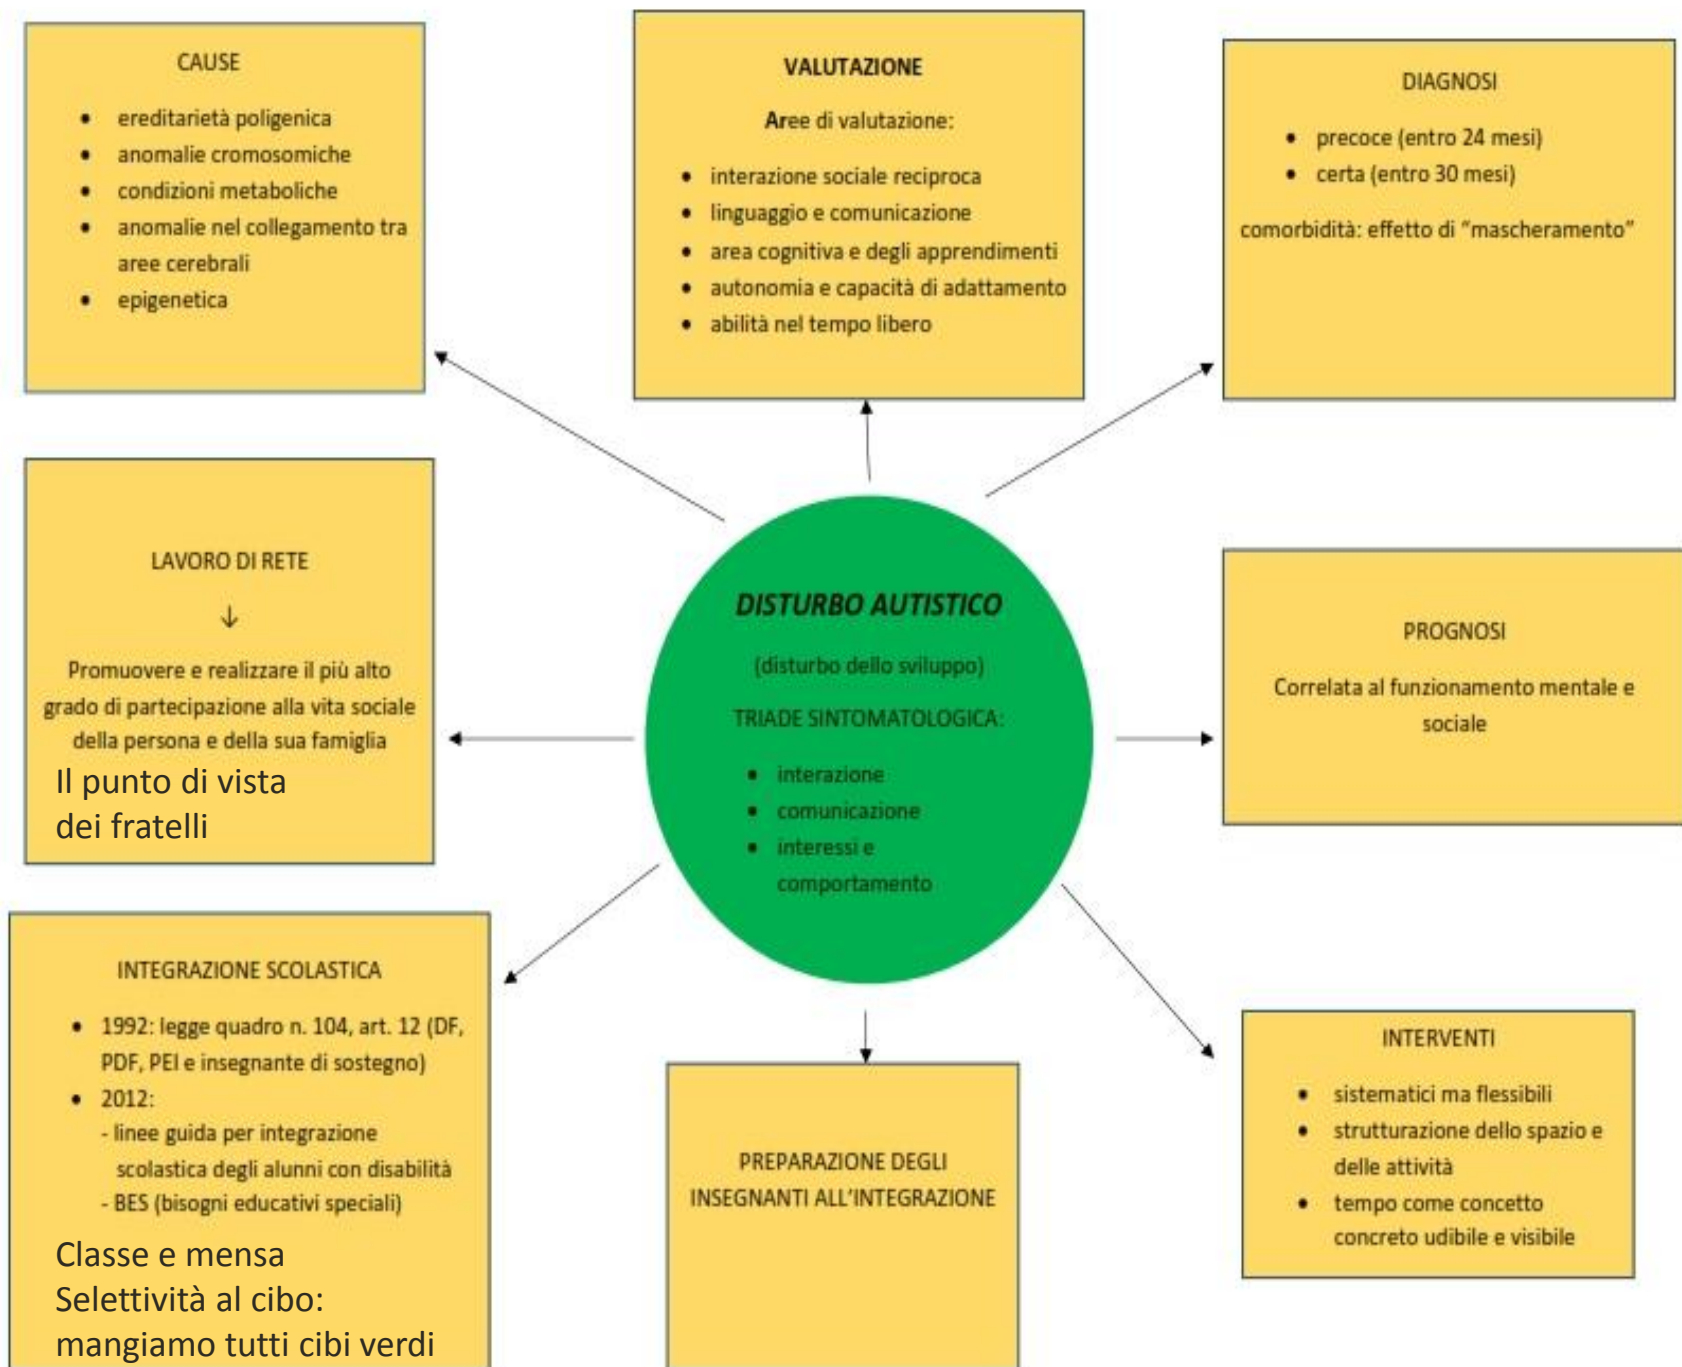 CAUSE
• ereditarietà poligenica
• anomalie cromosomiche
• condizioni metaboliche
• anomalie nel collegamento tra
aree cerebrali
• epigenetica
VALUTAZIONE
Aree di valutazione:
• interazione sociale reciproca
• linguaggio e comunicazione
• area cognitiva e degli apprendimenti
• autonomia e capacità di adattamento
• abilità nel tempo libero
DIAGNOSI
• precoce (entro 24 mesi)
• certa (entro 30 mesi)
comorbidità: effetto di “mascheramento”
LAVORO DI RETE
↓
Promuovere e realizzare il più alto
grado di partecipazione alla vita sociale
della persona e della sua famiglia
Il punto di vista
dei fratelli
DISTURBO AUTISTICO
(disturbo dello sviluppo)
TRIADE SINTOMATOLOGICA:
• interazione
• comunicazione
• interessi e
comportamento
PROGNOSI
Correlata al funzionamento mentale e
sociale
INTEGRAZIONE SCOLASTICA
• 1992: legge quadro n. 104, art. 12 (DF,
PDF, PEI e insegnante di sostegno)
• 2012:
- linee guida per integrazione
scolastica degli alunni con disabilità
- BES (bisogni educativi speciali)
Classe e mensa
Selettività al cibo:
mangiamo tutti cibi verdi
PREPARAZIONE DEGLI
INSEGNANTI ALL’INTEGRAZIONE
INTERVENTI
• sistematici ma flessibili
• strutturazione dello spazio e
delle attività
• tempo come concetto
concreto udibile e visibile